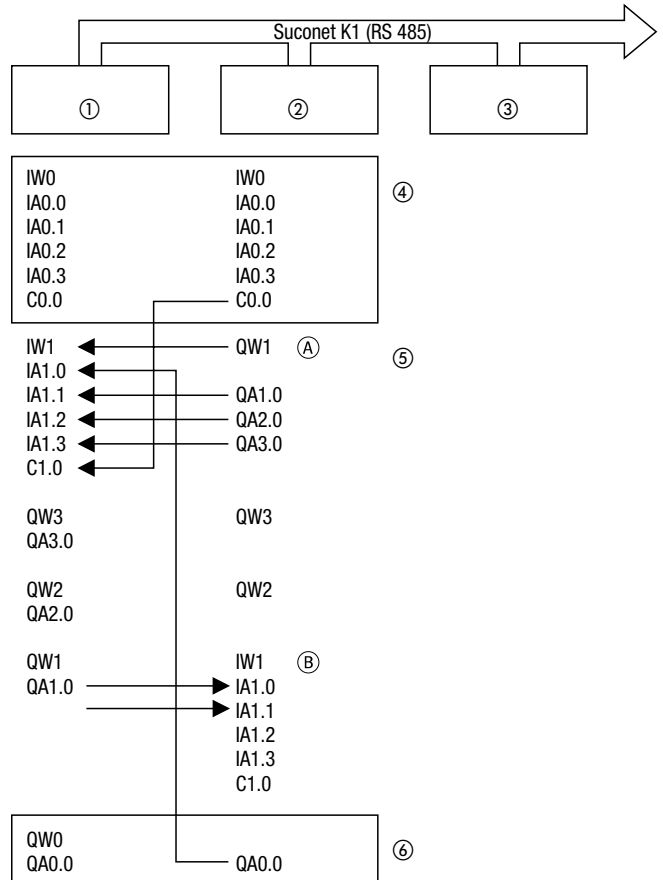 Suconet K1 (RS 485)
① ② ③
IW0 IW0 ④
IA0.0 IA0.0
IA0.1 IA0.1
IA0.2 IA0.2
IA0.3 IA0.3
C0.0 C0.0
IW1 QW1 Ⓐ ⑤
IA1.0
IA1.1 QA1.0
IA1.2 QA2.0
IA1.3 QA3.0
C1.0
QW3 QW3
QA3.0
QW2 QW2
QA2.0
QW1 IW1 Ⓑ
QA1.0 IA1.0
IA1.1
IA1.2
IA1.3
C1.0
QW0 ⑥
QA0.0 QA0.0